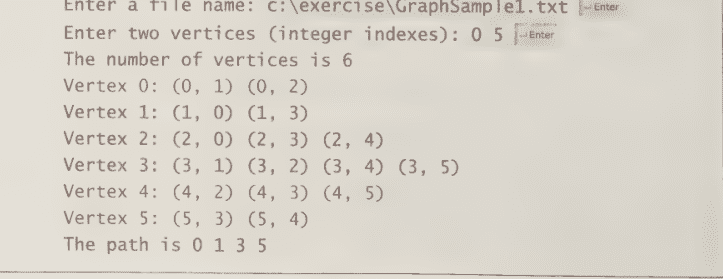 Enter a file name: c:\exercise\GraphSample1.txt ↵Enter
Enter two vertices (integer indexes): 0 5 ↵Enter
The number of vertices is 6
Vertex 0: (0, 1) (0, 2)
Vertex 1: (1, 0) (1, 3)
Vertex 2: (2, 0) (2, 3) (2, 4)
Vertex 3: (3, 1) (3, 2) (3, 4) (3, 5)
Vertex 4: (4, 2) (4, 3) (4, 5)
Vertex 5: (5, 3) (5, 4)
The path is 0 1 3 5